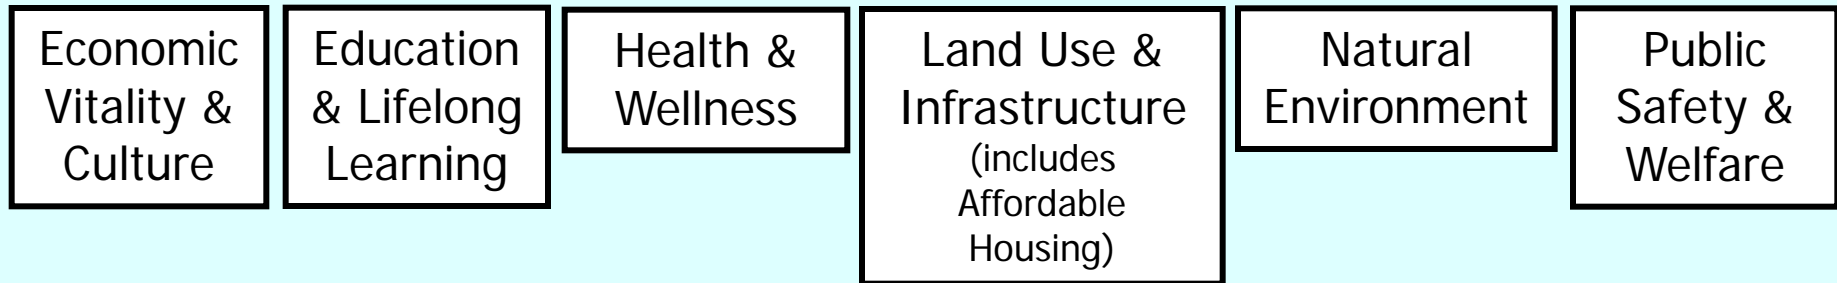 Economic
Vitality &
Culture
Education
& Lifelong
Learning
Health &
Wellness
Land Use &
Infrastructure
(includes
Affordable
Housing)
Natural
Environment
Public
Safety &
Welfare